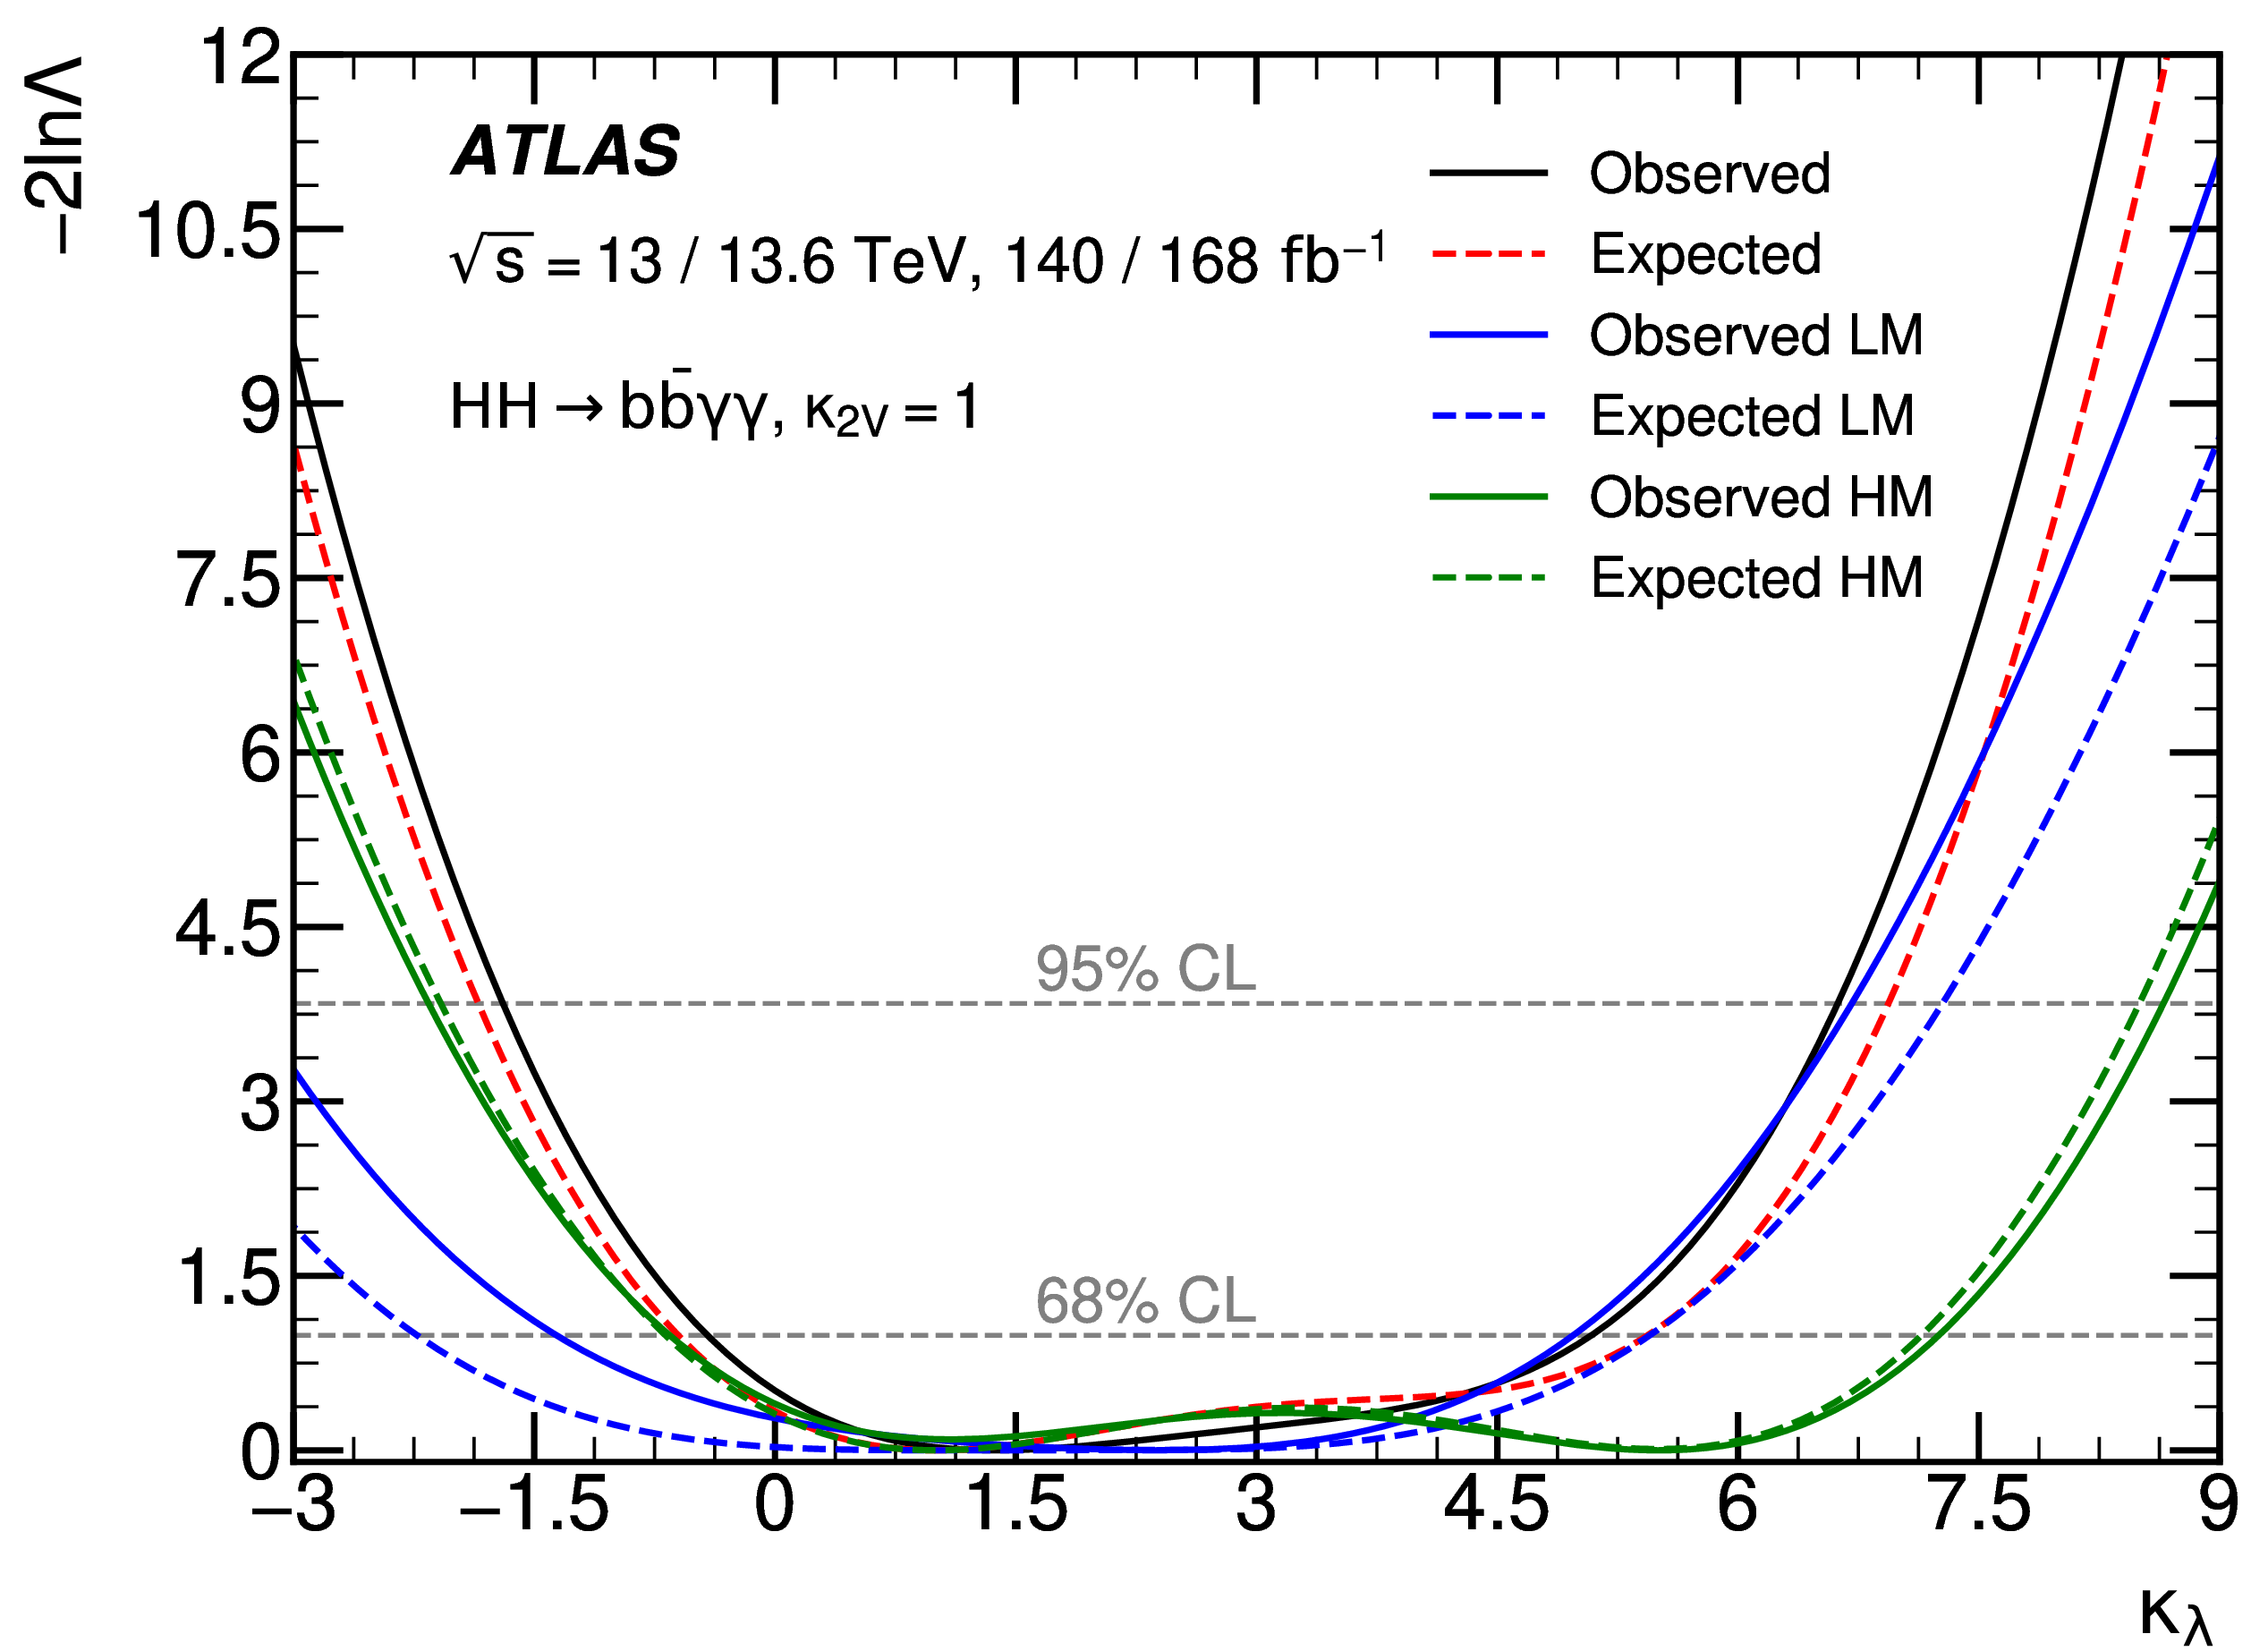 −2lnΛ
12
10.5
9
7.5
6
4.5
3
1.5
0
ATLAS
√s = 13 / 13.6 TeV, 140 / 168 fb⁻¹
HH → bb̄γγ, κ₂V = 1
Observed
Expected
Observed LM
Expected LM
Observed HM
Expected HM
95% CL
68% CL
−3 −1.5 0 1.5 3 4.5 6 7.5 9
κλ